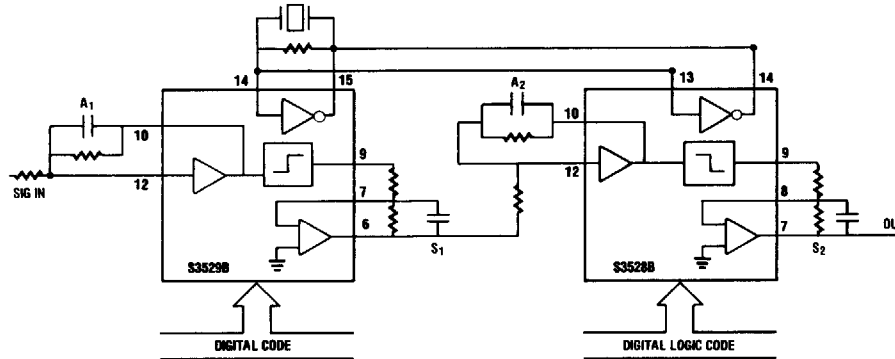 14
15
13
14
A1
10
12
SIG IN
9
7
6
S1
S3529B
A2
10
12
9
8
7
S2
OU
S3528B
DIGITAL CODE
DIGITAL LOGIC CODE